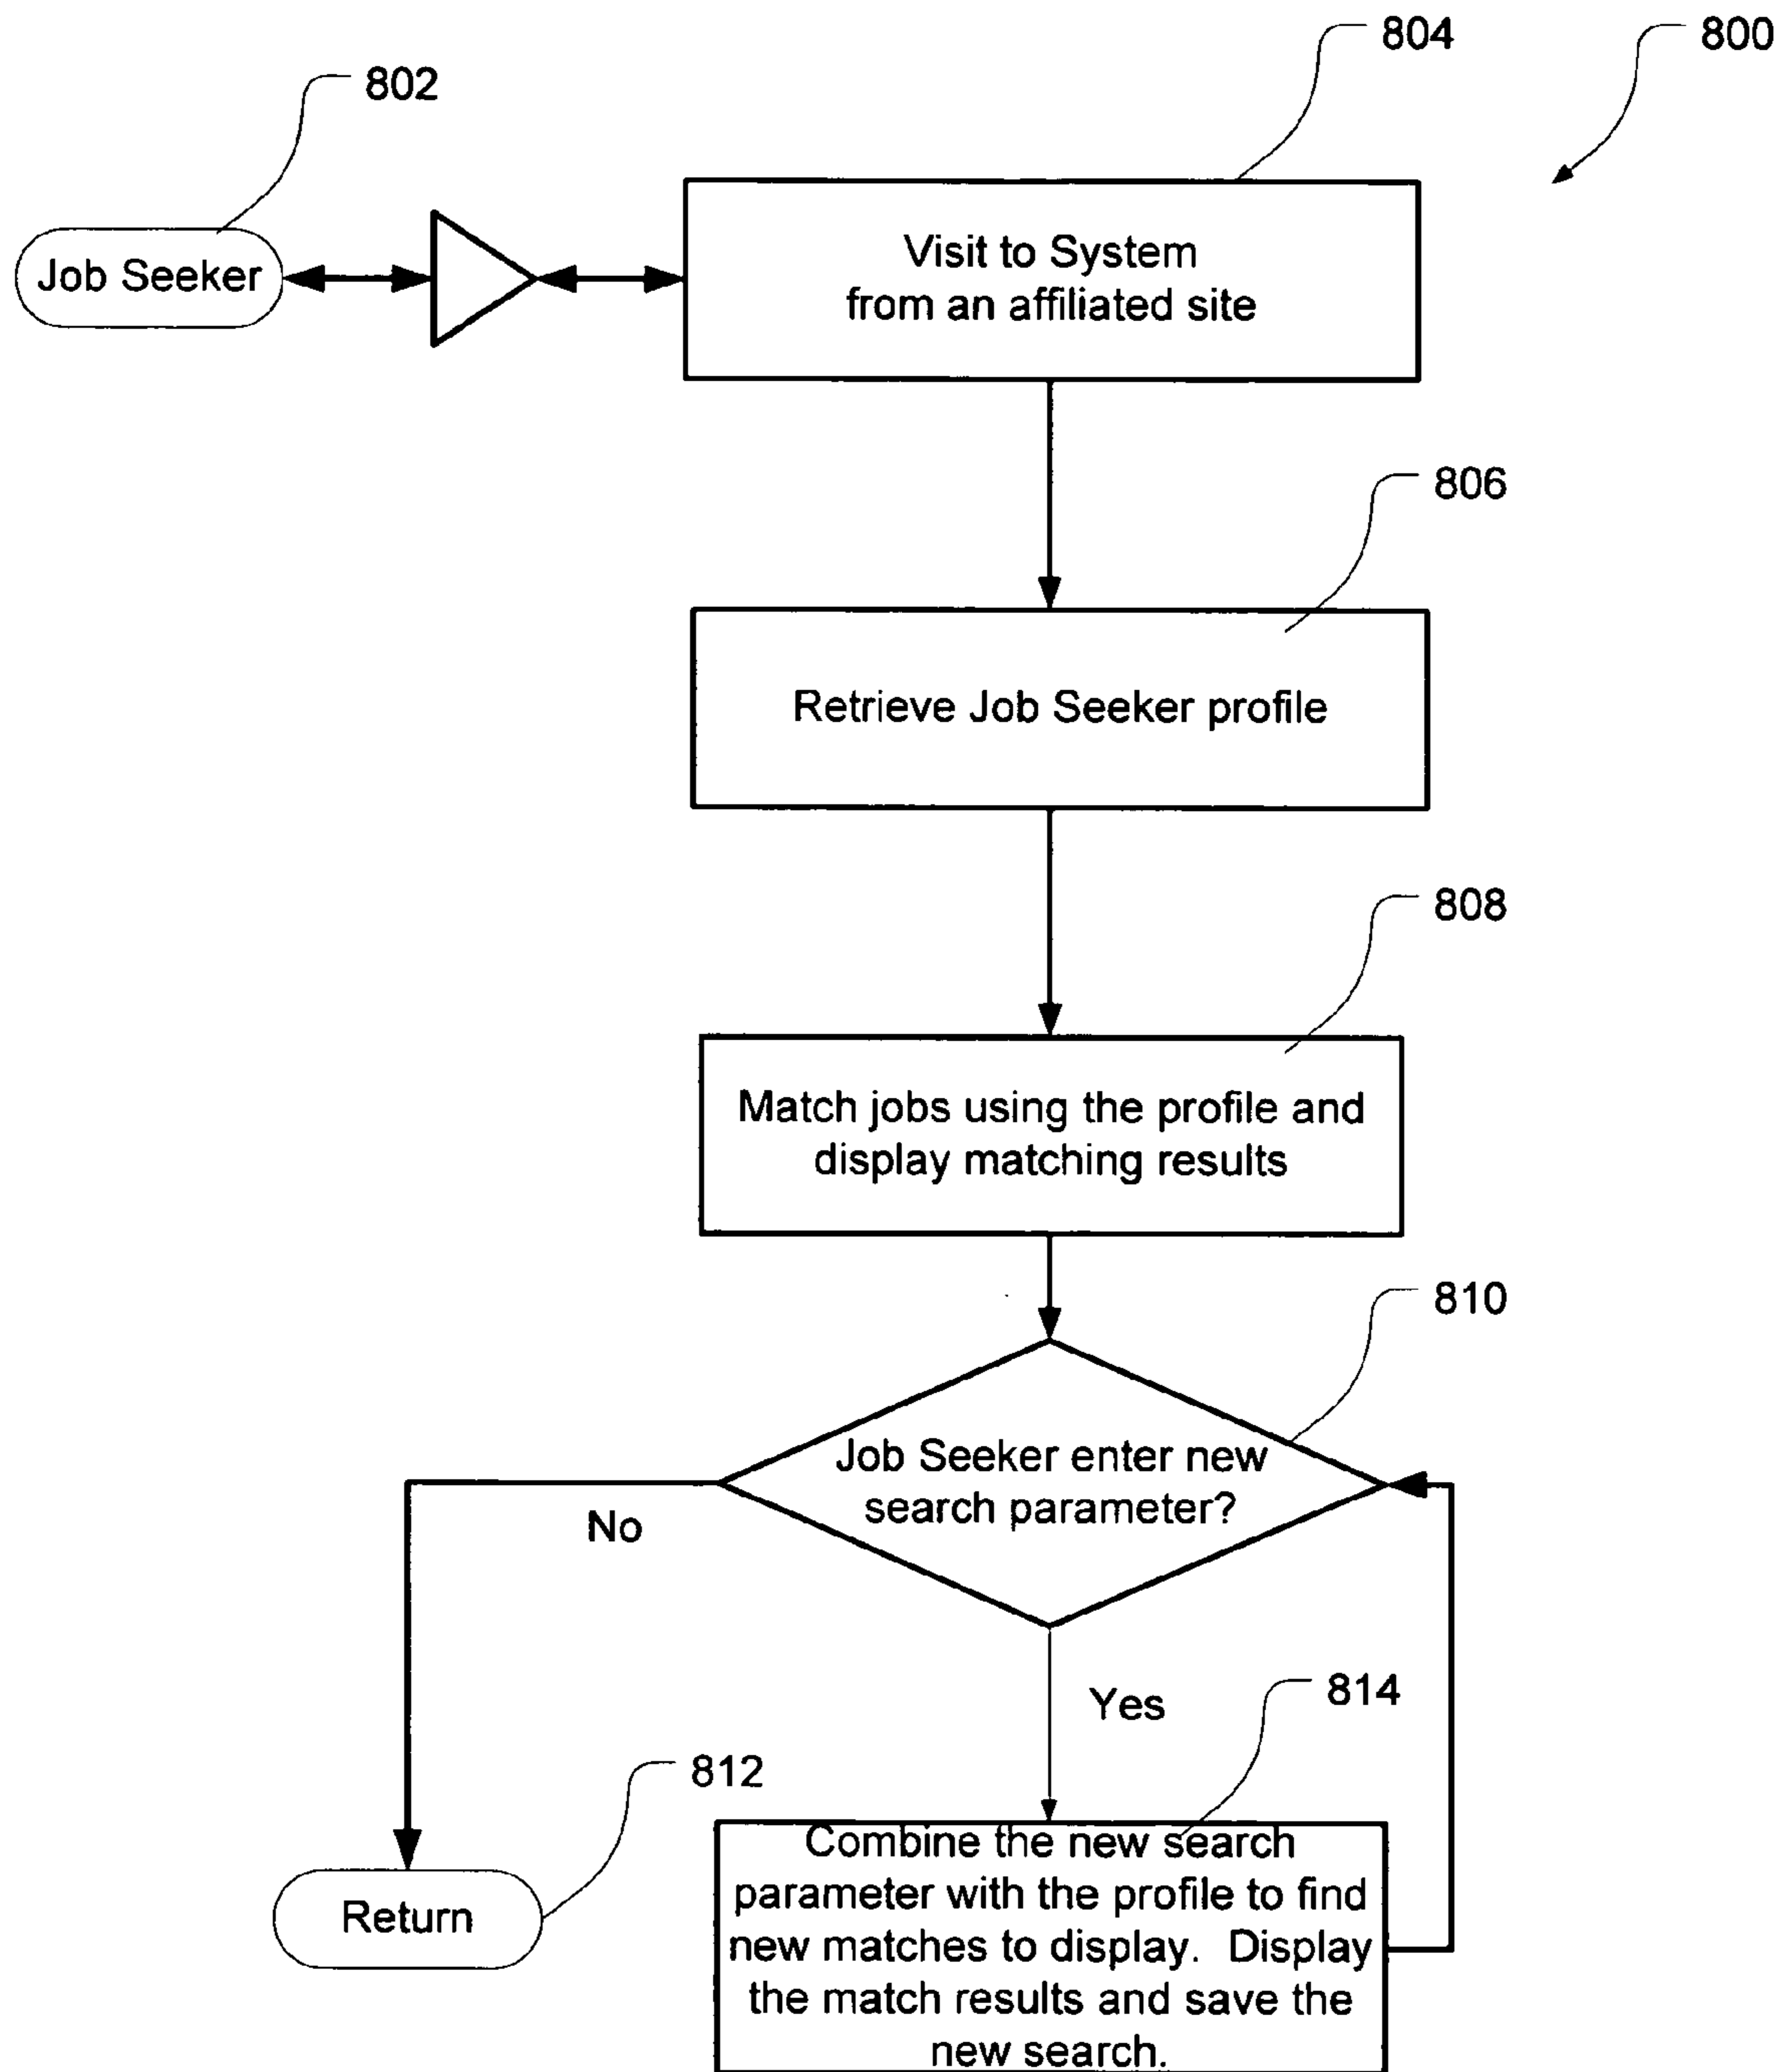 804
800
802
Job Seeker
Visit to System
from an affiliated site
806
Retrieve Job Seeker profile
808
Match jobs using the profile and
display matching results
810
Job Seeker enter new
search parameter?
No
Yes
814
812
Combine the new search
parameter with the profile to find
new matches to display. Display
the match results and save the
new search.
Return